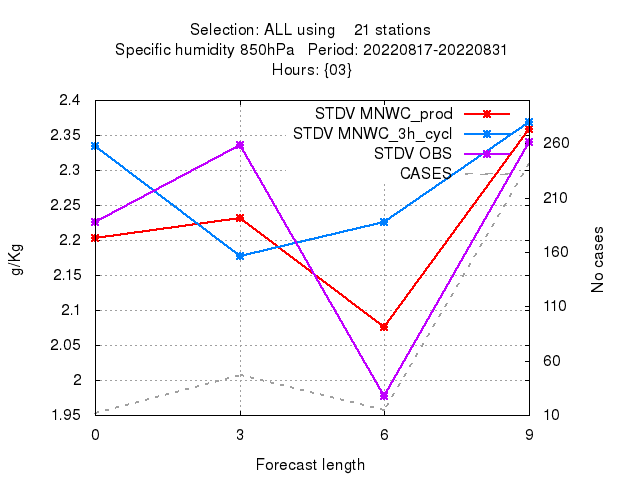 Selection: ALL using    21 stations
Specific humidity 850hPa   Period: 20220817-20220831
Hours: {03}
STDV MNWC_prod
STDV MNWC_3h_cycl
STDV OBS
CASES
2.4
2.35
2.3
2.25
2.2
2.15
2.1
2.05
2
1.95
g/Kg
260
210
160
110
60
10
No cases
0 3 6 9
Forecast length